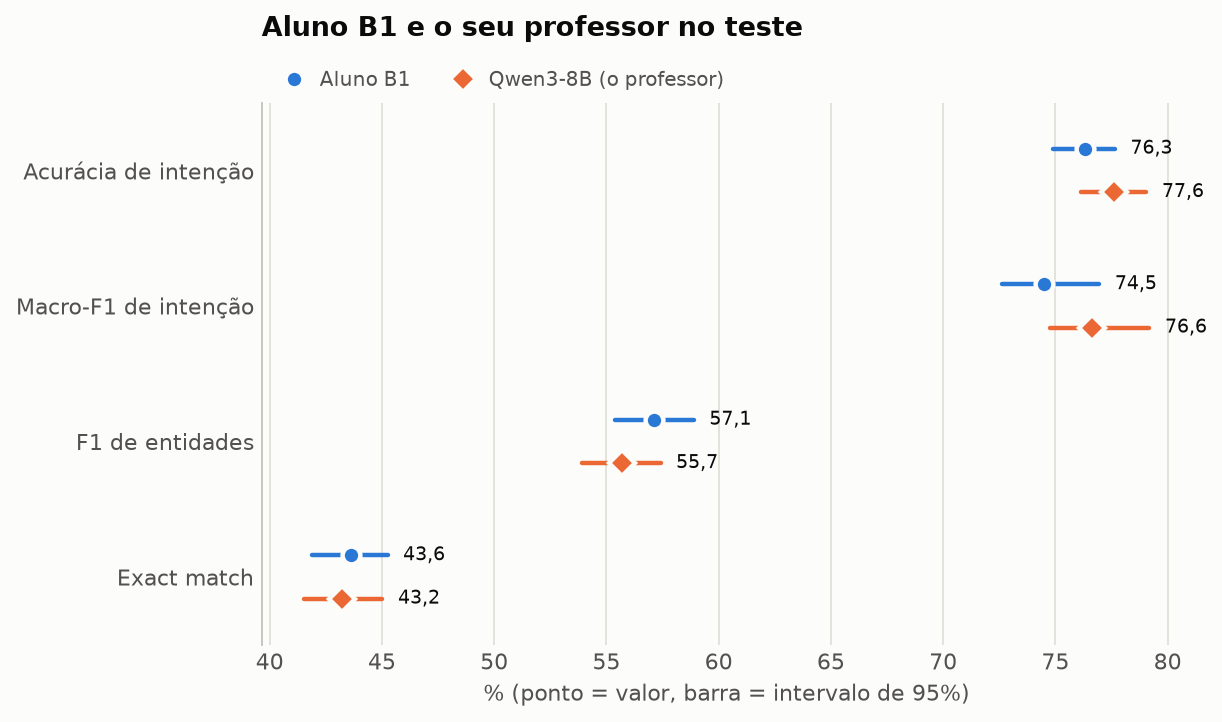 Aluno B1 e o seu professor no teste
Aluno B1
Qwen3-8B (o professor)
Acurácia de intenção
76,3
77,6
Macro-F1 de intenção
74,5
76,6
F1 de entidades
57,1
55,7
Exact match
43,6
43,2
40 45 50 55 60 65 70 75 80
% (ponto = valor, barra = intervalo de 95%)